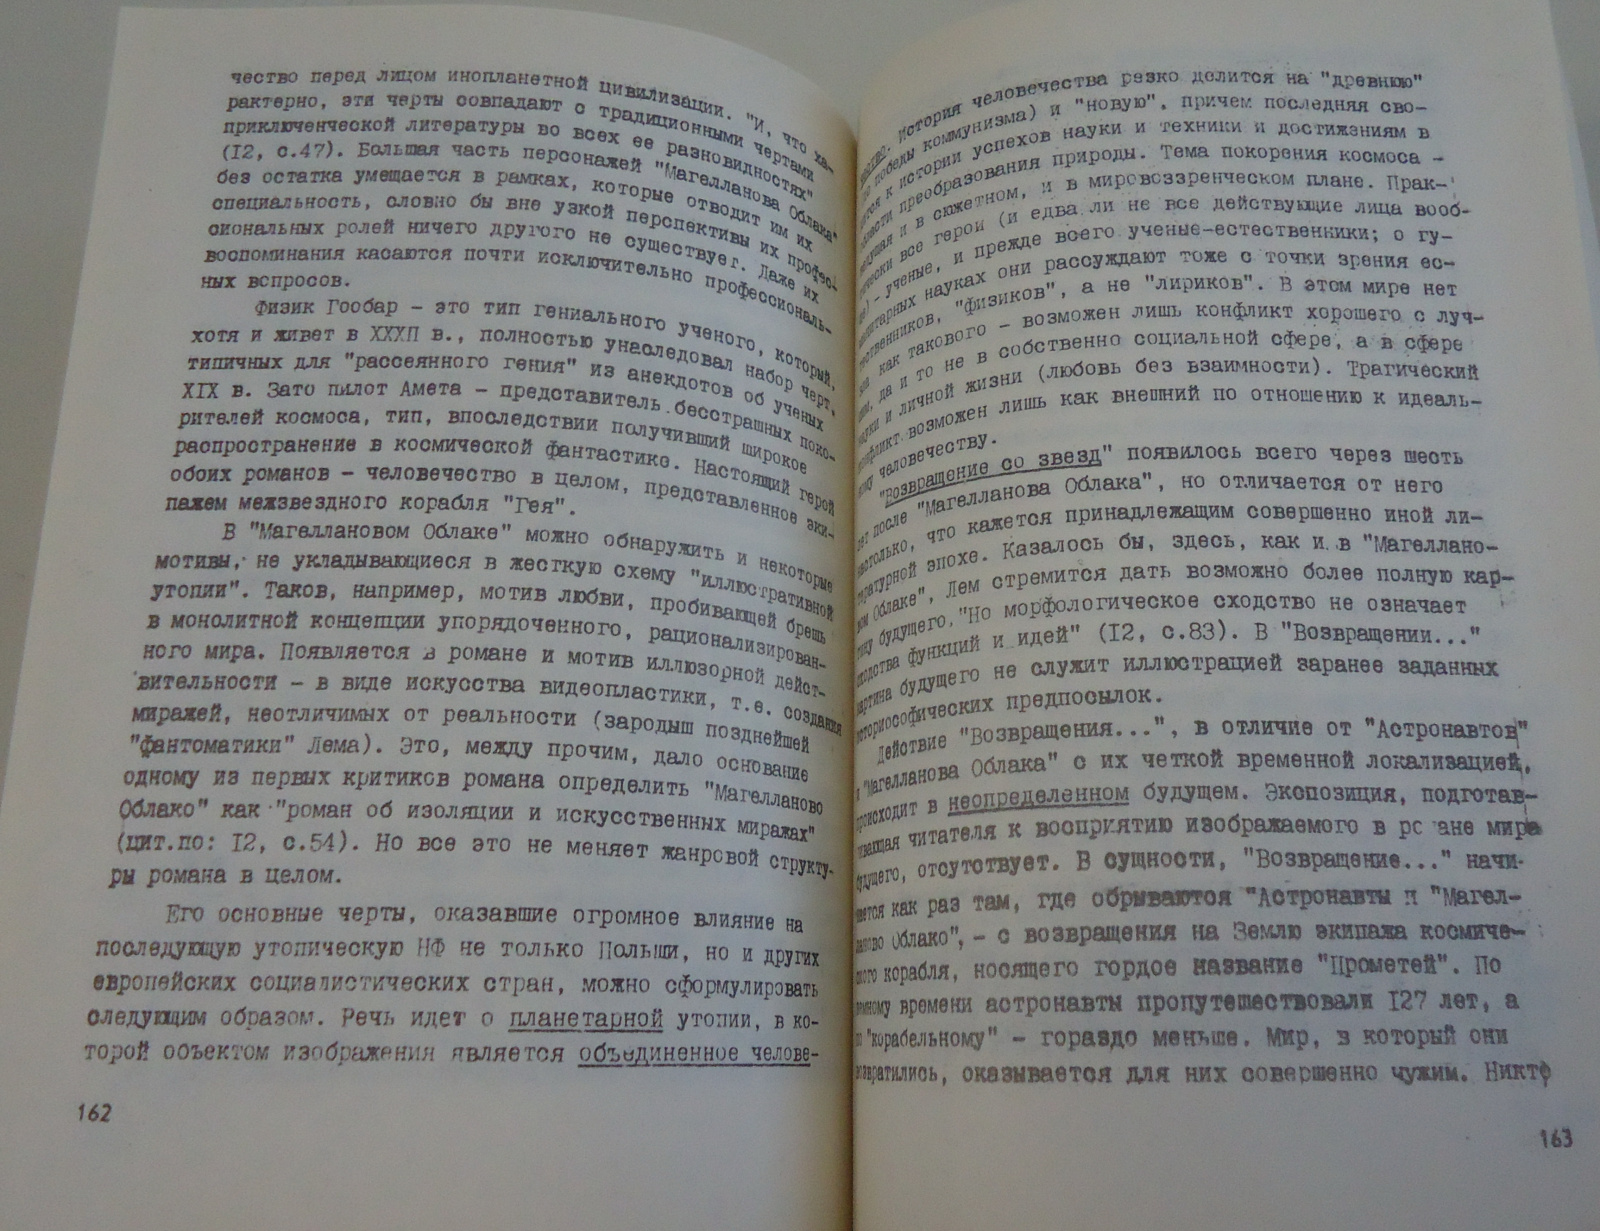 чество перед лицом инопланетной цивилизации. "И, что ха-
рактерно, эти черты совпадают с традиционными чертами
приключенческой литературы во всех ее разновидностях"
(12, с.47). Большая часть персонажей "Магелланова Облака"
без остатка умещается в рамках, которые отводит им их
специальность, словно бы вне узкой перспективы их профес-
сиональных ролей ничего другого не существует. Даже их
воспоминания касаются почти исключительно профессиональ-
ных вспросов.
Физик Гообар - это тип гениального ученого, который,
хотя и живет в XXXII в., полностью унаследовал набор черт,
типичных для "рассеянного гения" из анекдотов об ученых
XIX в. Зато пилот Амета - представитель бесстрашных поко-
рителей космоса, тип, впоследствии получивший широкое
распространение в космической фантастике. Настоящий герой
обоих романов - человечество в целом, представленное эки-
пажем межзвездного корабля "Гея".
В "Магеллановом Облаке" можно обнаружить и некоторые
мотивы, не укладывающиеся в жесткую схему "иллюстративной
утопии". Таков, например, мотив любви, пробивающей брешь
в монолитной концепции упорядоченного, рационализирован-
ного мира. Появляется в романе и мотив иллюзорной дейст-
вительности - в виде искусства видеопластики, т.е. создания
миражей, неотличимых от реальности (зародыш позднейшей
"фантоматики" Лема). Это, между прочим, дало основание
одному из первых критиков романа определить "Магелланово
Облако" как "роман об изоляции и искусственных миражах"
(цит.по: 12, с.54). Но все это не меняет жанровой структу-
ры романа в целом.
Его основные черты, оказавшие огромное влияние на
последующую утопическую НФ не только Польши, но и других
европейских социалистических стран, можно сформулировать
следующим образом. Речь идет о планетарной утопии, в ко-
торой объектом изображения является объединенное челове-
162
История человечества резко делится на "древнюю"
победы коммунизма) и "новую", причем последняя сво-
к истории успехов науки и техники и достижениям в
преобразования природы. Тема покорения космоса -
и в сюжетном, и в мировоззренческом плане. Прак-
все герои (и едва ли не все действующие лица вооб-
- ученые, и прежде всего ученые-естественники; о гу-
науках они рассуждают тоже с точки зрения ес-
"физиков", а не "лириков". В этом мире нет
как такового - возможен лишь конфликт хорошего с луч-
да и то не в собственно социальной сфере, а в сфере
и личной жизни (любовь без взаимности). Трагический
конфликт возможен лишь как внешний по отношению к идеаль-
человечеству.
"Возвращение со звезд" появилось всего через шесть
лет после "Магелланова Облака", но отличается от него
настолько, что кажется принадлежащим совершенно иной ли-
тературной эпохе. Казалось бы, здесь, как и в "Магеллано-
вом Облаке", Лем стремится дать возможно более полную кар-
тину будущего, "Но морфологическое сходство не означает
сходства функций и идей" (12, с.83). В "Возвращении..."
картина будущего не служит иллюстрацией заранее заданных
историософических предпосылок.
Действие "Возвращения...", в отличие от "Астронавтов"
и "Магелланова Облака" с их четкой временной локализацией,
происходит в неопределенном будущем. Экспозиция, подготав-
ливающая читателя к восприятию изображаемого в ро ане мира
будущего, отсутствует. В сущности, "Возвращение..." начи-
нается как раз там, где обрываются "Астронавты и "Магел-
ланово Облако", - с возвращения на Землю экипажа космиче-
ского корабля, носящего гордое название "Прометей". По
земному времени астронавты пропутешествовали 127 лет, а
по "корабельному" - гораздо меньше. Мир, в который они
возвратились, оказывается для них совершенно чужим. Никто
163